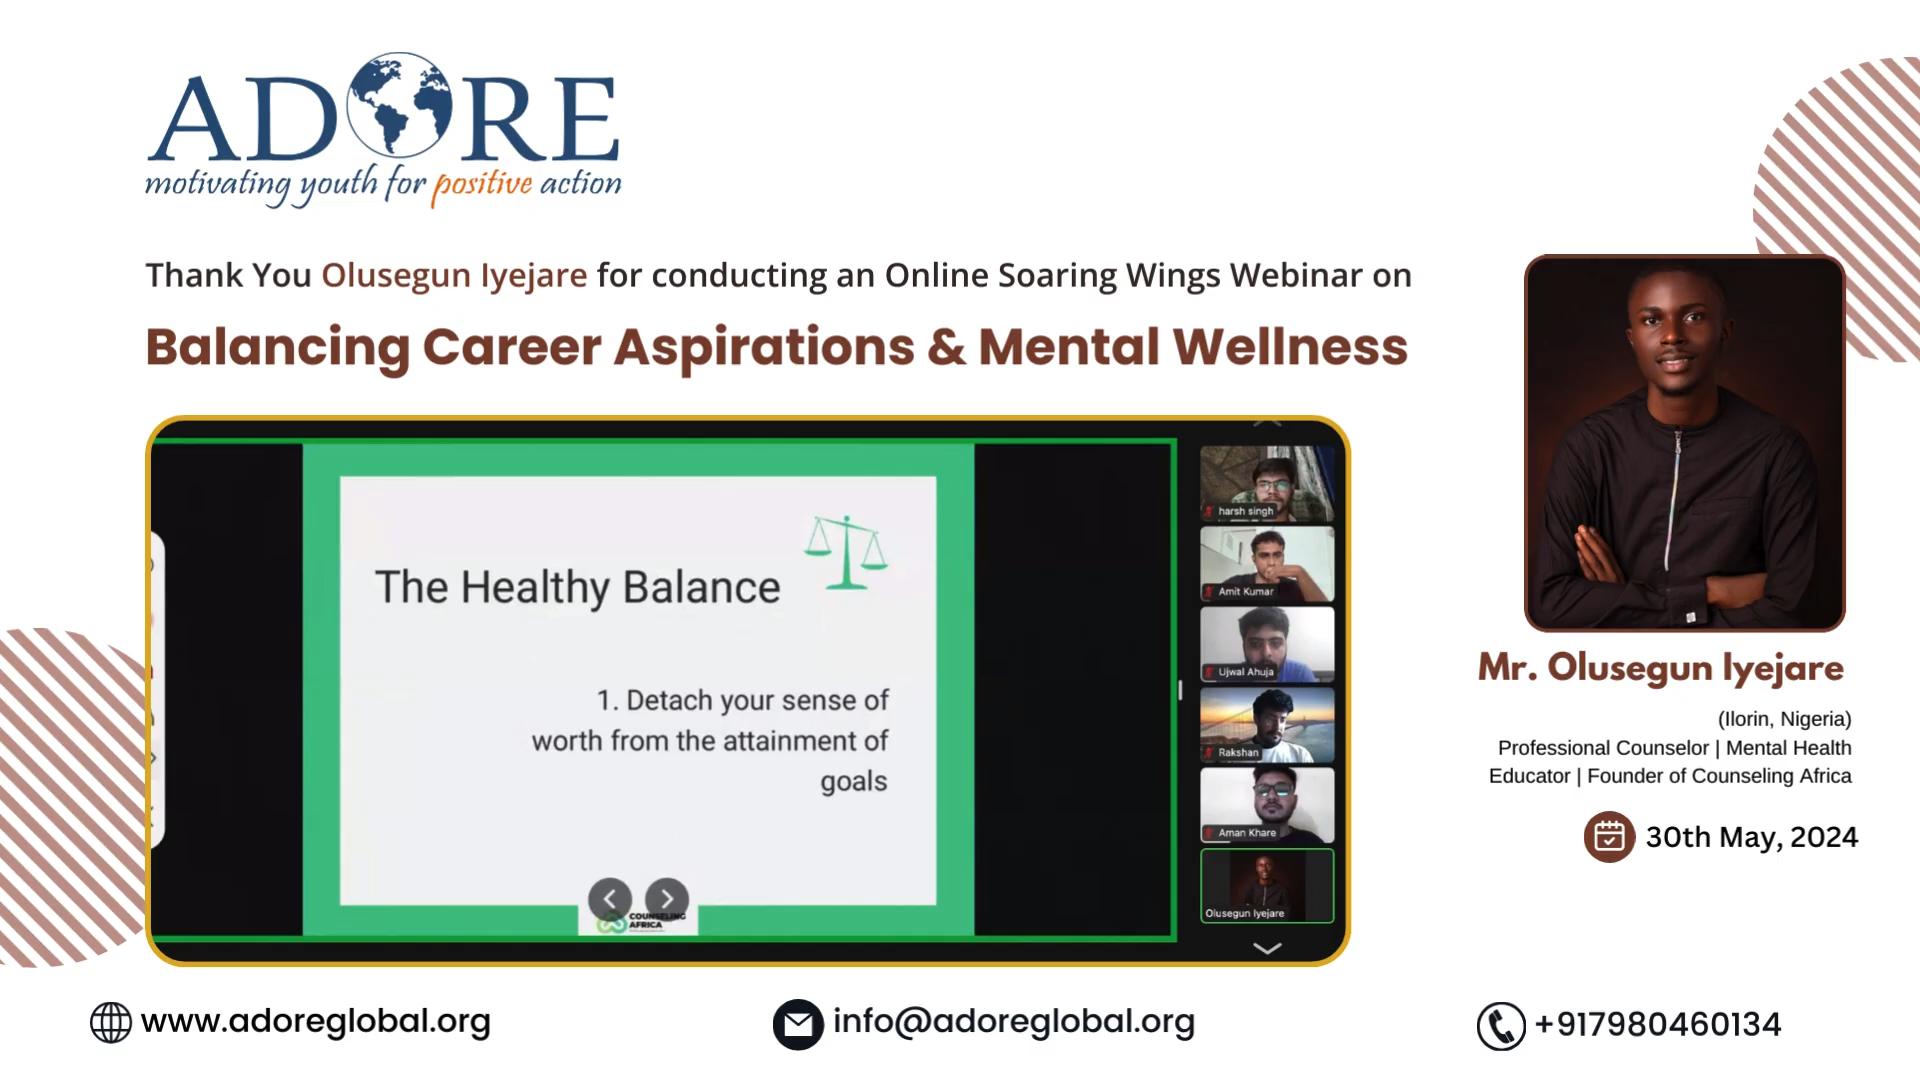 ADORE
motivating youth for positive action
Thank You Olusegun Iyejare for conducting an Online Soaring Wings Webinar on
Balancing Career Aspirations & Mental Wellness
The Healthy Balance
1. Detach your sense of
worth from the attainment of
goals
COUNSELING
AFRICA
harsh singh
Amit Kumar
Ujwal Ahuja
Rakshan
Aman Khare
Olusegun Iyejare
Mr. Olusegun Iyejare
(Ilorin, Nigeria)
Professional Counselor | Mental Health
Educator | Founder of Counseling Africa
30th May, 2024
www.adoreglobal.org
info@adoreglobal.org
+917980460134